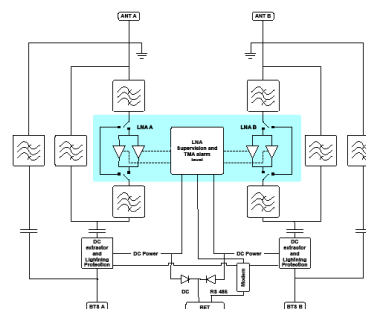 ANT A
ANT B
LNA A
LNA B
LNA
Supervision and
TMA alarm
board
DC
extractor
and
Lightning
Protection
DC Power
DC Power
DC
extractor
and
Lightning
Protection
Modem
DC
RS 485
BTS A
RET
BTS B